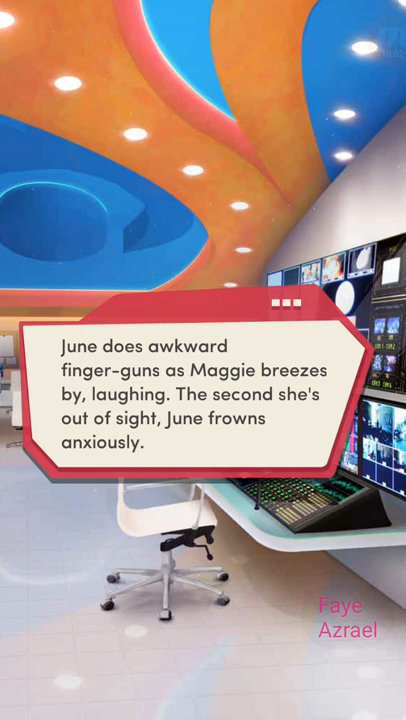 June does awkward
finger-guns as Maggie breezes
by, laughing. The second she's
out of sight, June frowns
anxiously.
Faye
Azrael